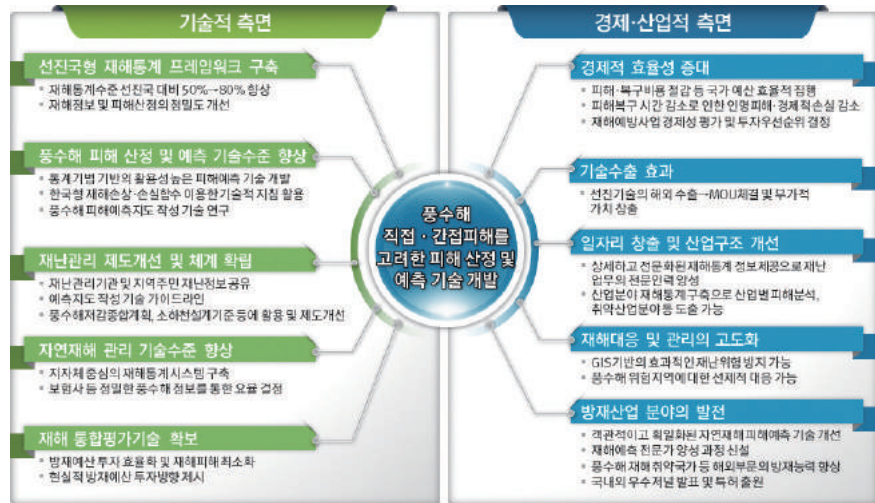 기술적 측면
선진국형 재해통계 프레임워크 구축
* 재해통계수준 선진국 대비 50%→80% 향상
* 재해정보 및 피해산정의 정밀도 개선
풍수해 피해 산정 및 예측 기술수준 향상
* 통계기법 기반의 활용성높은 피해예측 기술 개발
* 한국형 재해손상·손실함수 이용한기술적 지침 활용
* 풍수해 피해예측지도 작성 기술 연구
재난관리 제도개선 및 체계 확립
* 재난관리기관 및 지역주민 재난정보 공유
* 예측지도 작성 기술 가이드라인
* 풍수해저감종합계획, 소하천설계기준 등에 활용 및 제도개선
자연재해 관리 기술수준 향상
* 지자체 중심의 재해통계시스템 구축
* 보험사 등 정밀한 풍수해 정보를 통한 요율 결정
재해 통합평가기술 확보
* 방재예산 투자 효율화 및 재해피해 최소화
* 현실적 방재예산 투자방향 제시
풍수해
직접·간접피해를
고려한 피해 산정 및
예측 기술 개발
경제·산업적 측면
경제적 효율성 증대
* 피해·복구비용 절감 등 국가 예산 효율적 집행
* 피해복구 시간 감소로 인한 인명피해·경제적손실 감소
* 재해예방사업 경제성 평가 및 투자우선순위 결정
기술수출 효과
* 선진기술의 해외 수출→MOU체결 및 부가적
가치 창출
일자리 창출 및 산업구조 개선
* 상세하고 전문화된 재해통계 정보제공으로 재난
업무의 전문인력 양성
* 산업분야 재해통계구축으로 산업별 피해분석,
취약산업분야 등 도출 가능
재해대응 및 관리의 고도화
* GIS기반의 효과적인 재난위험 방지 가능
* 풍수해 위험지역에 대한 선제적 대응 가능
방재산업 분야의 발전
* 객관적이고 획일화된 자연재해 피해예측 기술 개선
* 재해예측 전문가 양성 과정 신설
* 풍수해 재해취약국가 등 해외부문의 방재능력 향상
* 국내외 우수저널 발표 및 특허 출원